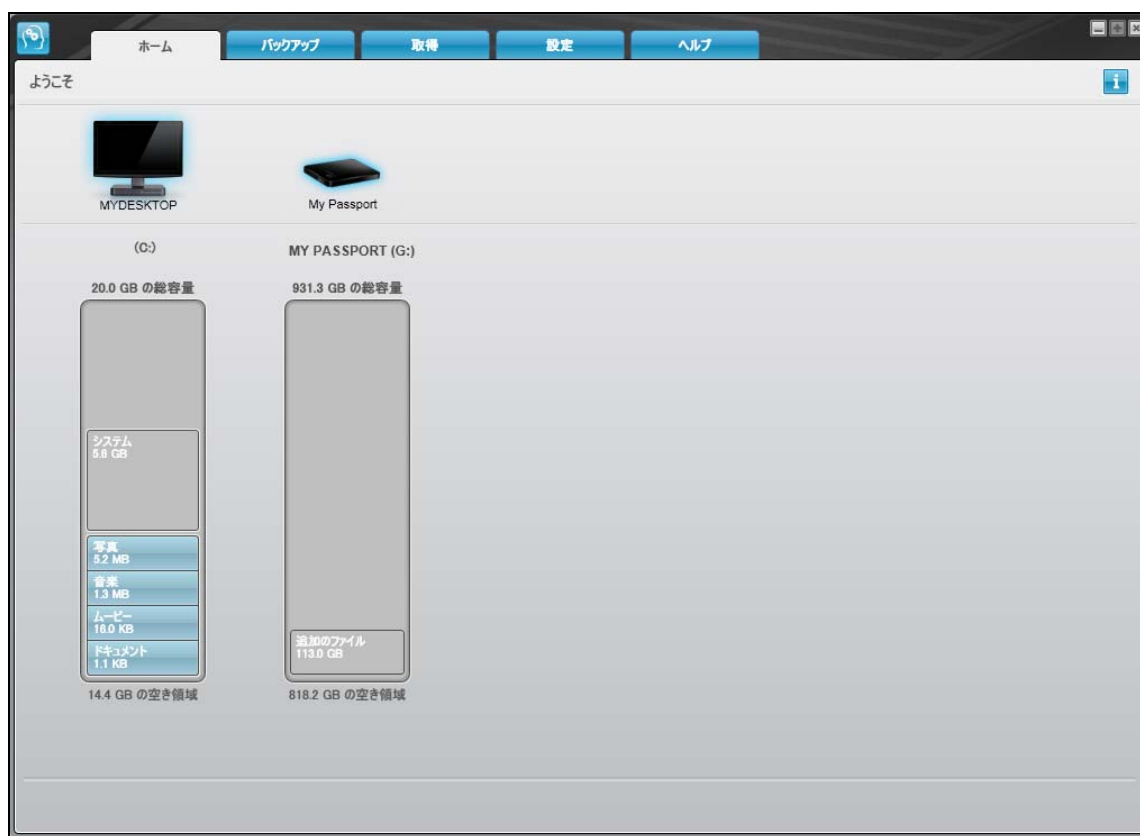 ホーム
バックアップ
取得
設定
ヘルプ
ようこそ
i
MYDESKTOP
My Passport
(C:)
MY PASSPORT (G:)
20.0 GB の総容量
931.3 GB の総容量
システム
5.6 GB
写真
5.2 MB
音楽
1.3 MB
ムービー
16.0 KB
ドキュメント
1.1 KB
追加のファイル
113.0 GB
14.4 GB の空き領域
818.2 GB の空き領域